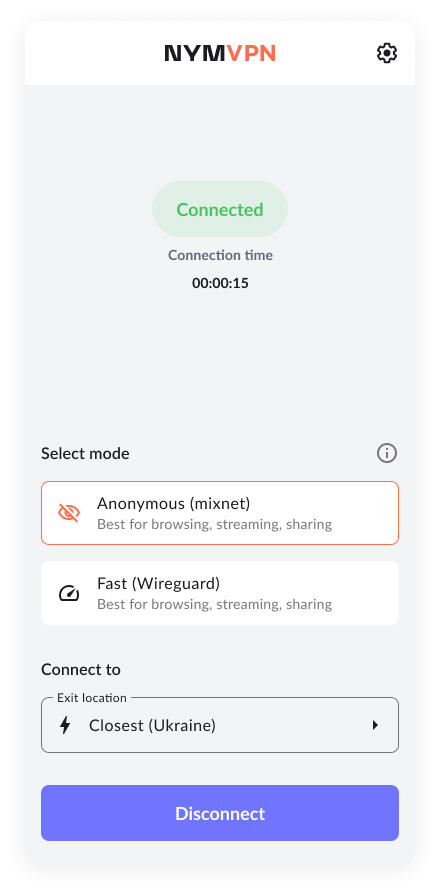 NYMVPN
Connected
Connection time
00:00:15
Select mode
Anonymous (mixnet)
Best for browsing, streaming, sharing
Fast (Wireguard)
Best for browsing, streaming, sharing
Connect to
Exit location
Closest (Ukraine)
Disconnect